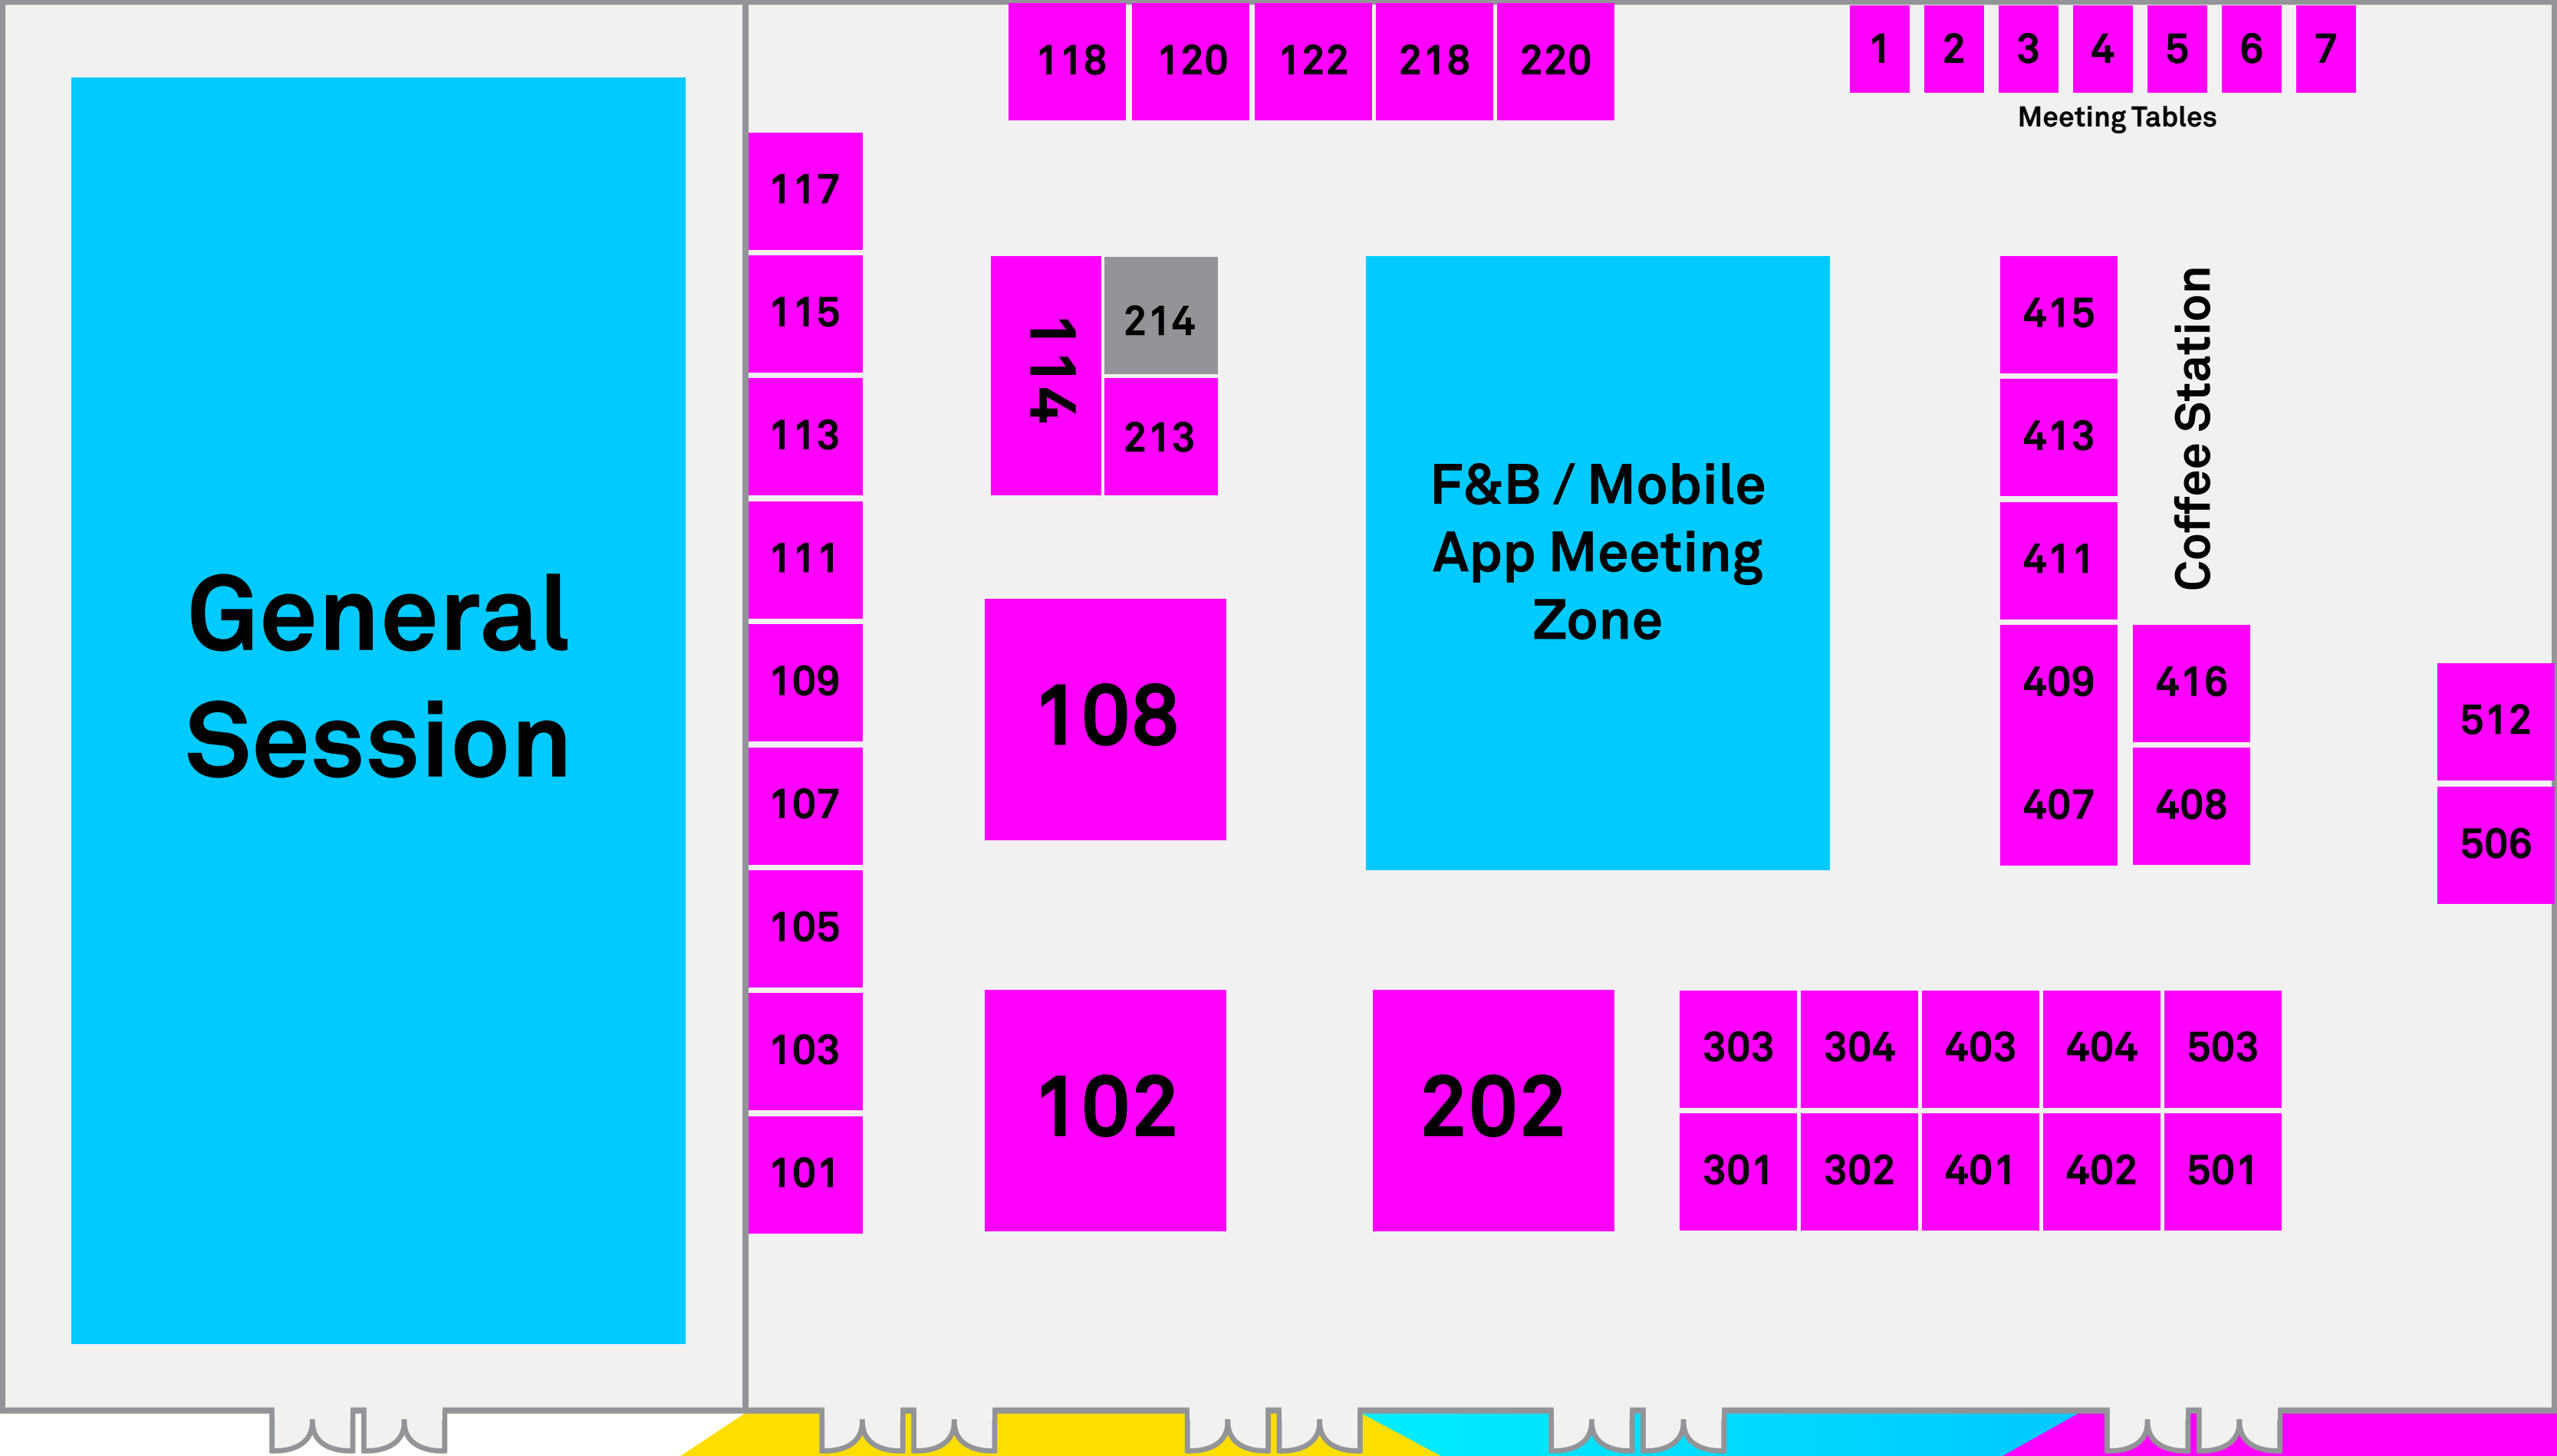 118 120 122 218 220
1 2 3 4 5 6 7
Meeting Tables
117
115
113
111
109
107
105
103
101
General
Session
114
214
213
108
102
F&B / Mobile
App Meeting
Zone
202
415
413
411
409
407
Coffee Station
416
408
512
506
303 304 403 404 503
301 302 401 402 501